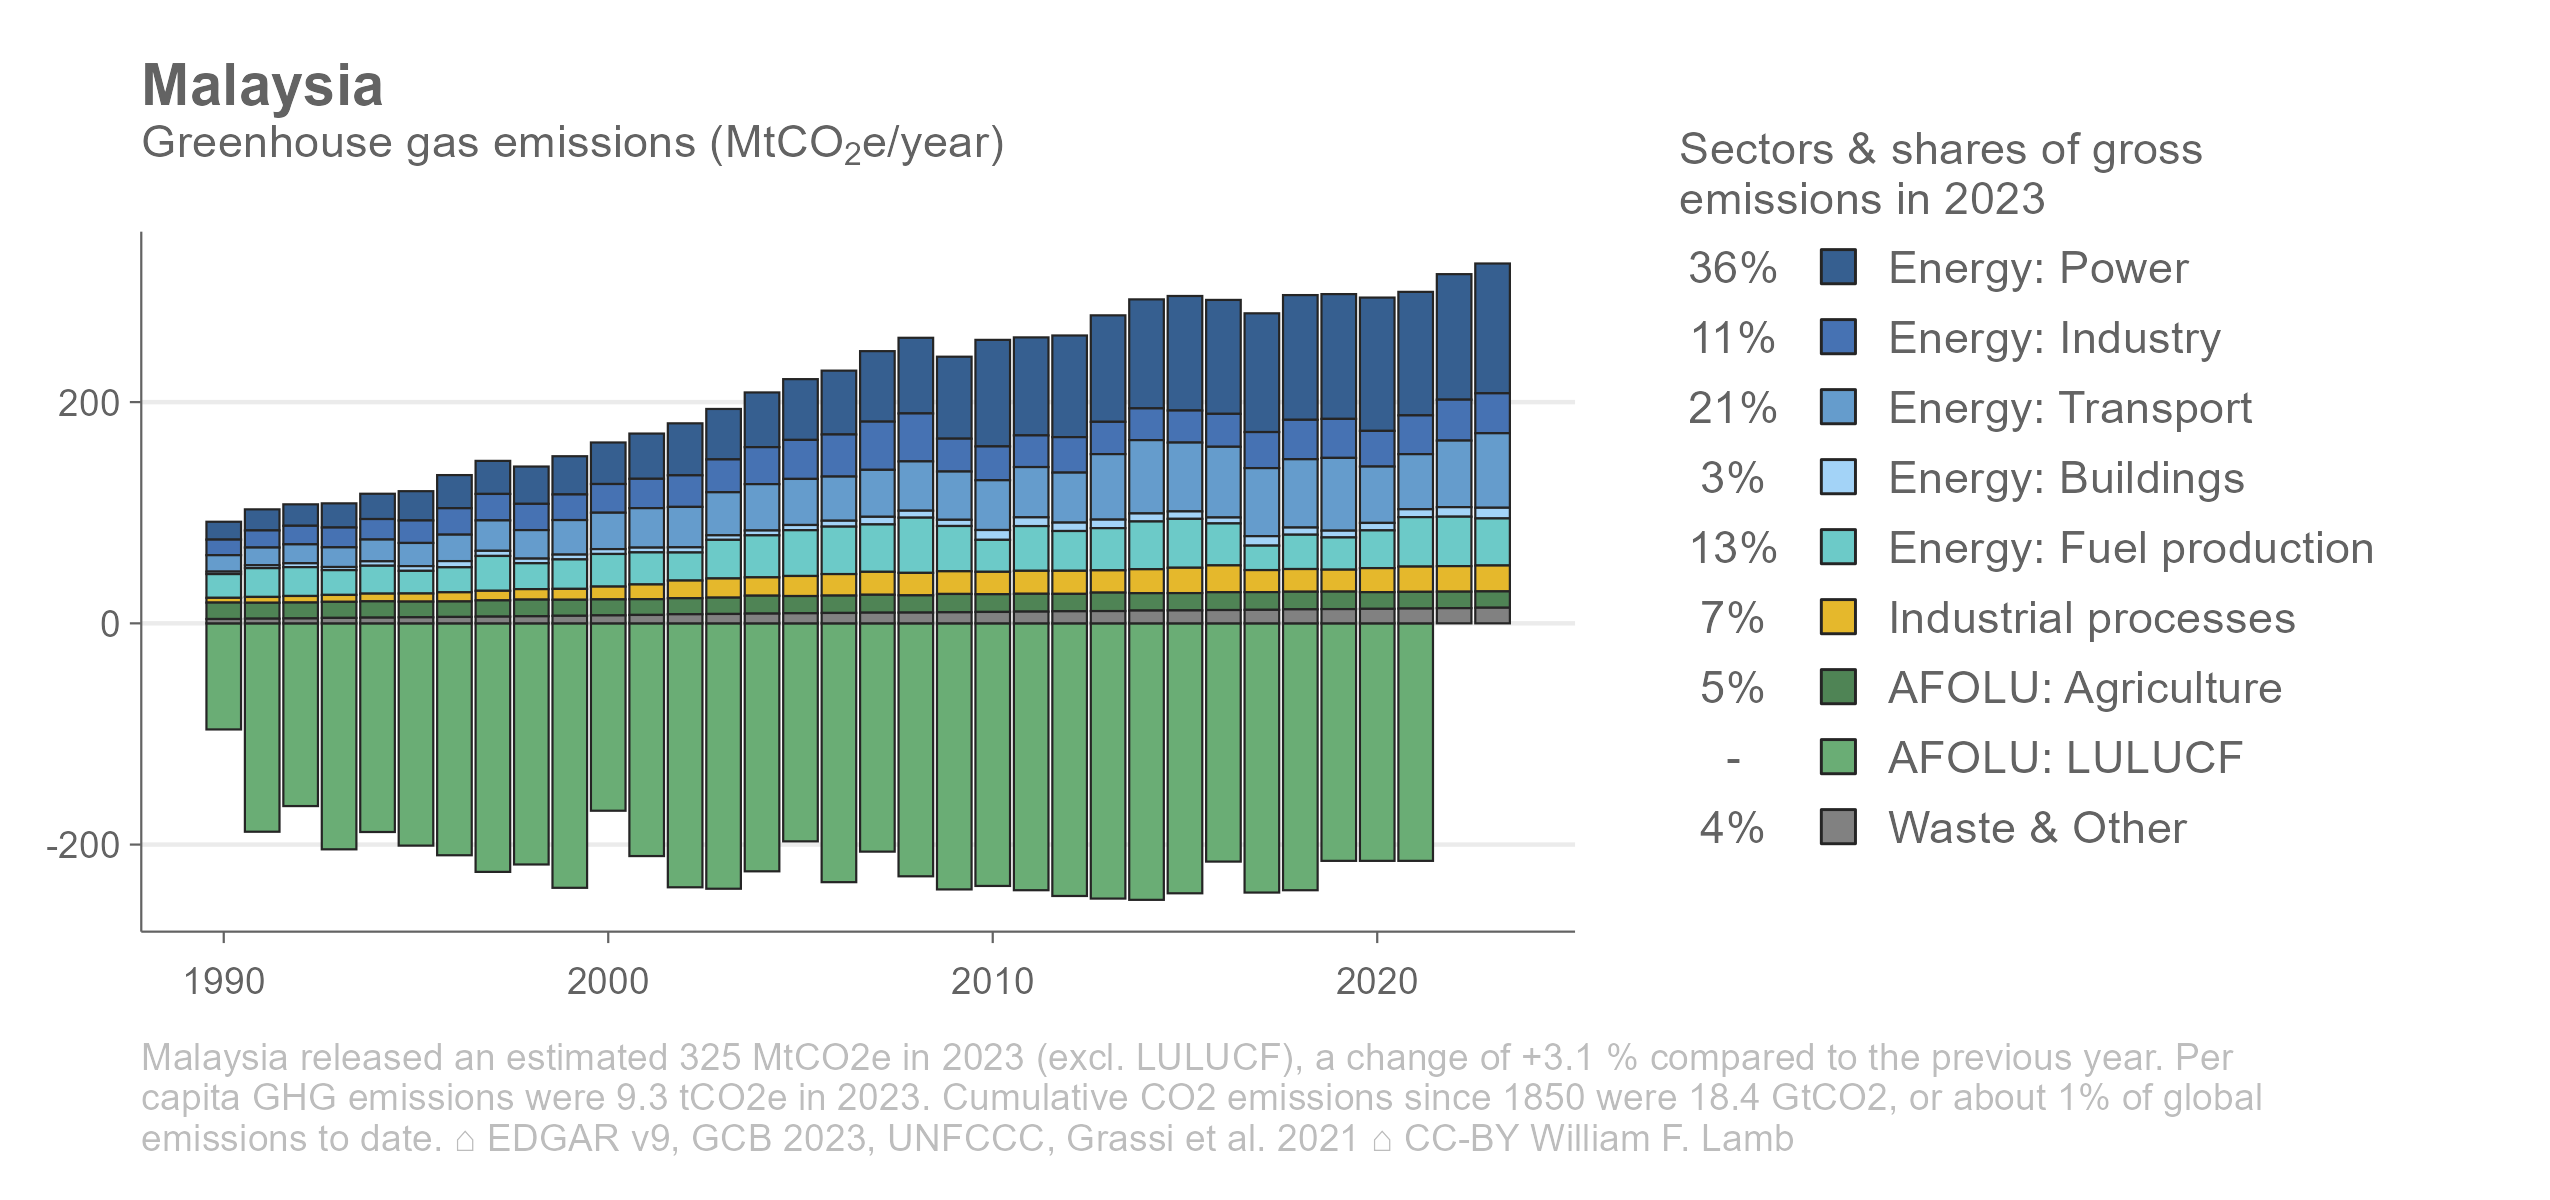 Malaysia
Greenhouse gas emissions (MtCO₂e/year)
Sectors & shares of gross
emissions in 2023
36% Energy: Power
11% Energy: Industry
21% Energy: Transport
3% Energy: Buildings
13% Energy: Fuel production
7% Industrial processes
5% AFOLU: Agriculture
- AFOLU: LULUCF
4% Waste & Other
200
0
-200
1990 2000 2010 2020
Malaysia released an estimated 325 MtCO2e in 2023 (excl. LULUCF), a change of +3.1 % compared to the previous year. Per
capita GHG emissions were 9.3 tCO2e in 2023. Cumulative CO2 emissions since 1850 were 18.4 GtCO2, or about 1% of global
emissions to date. ⌂ EDGAR v9, GCB 2023, UNFCCC, Grassi et al. 2021 ⌂ CC-BY William F. Lamb